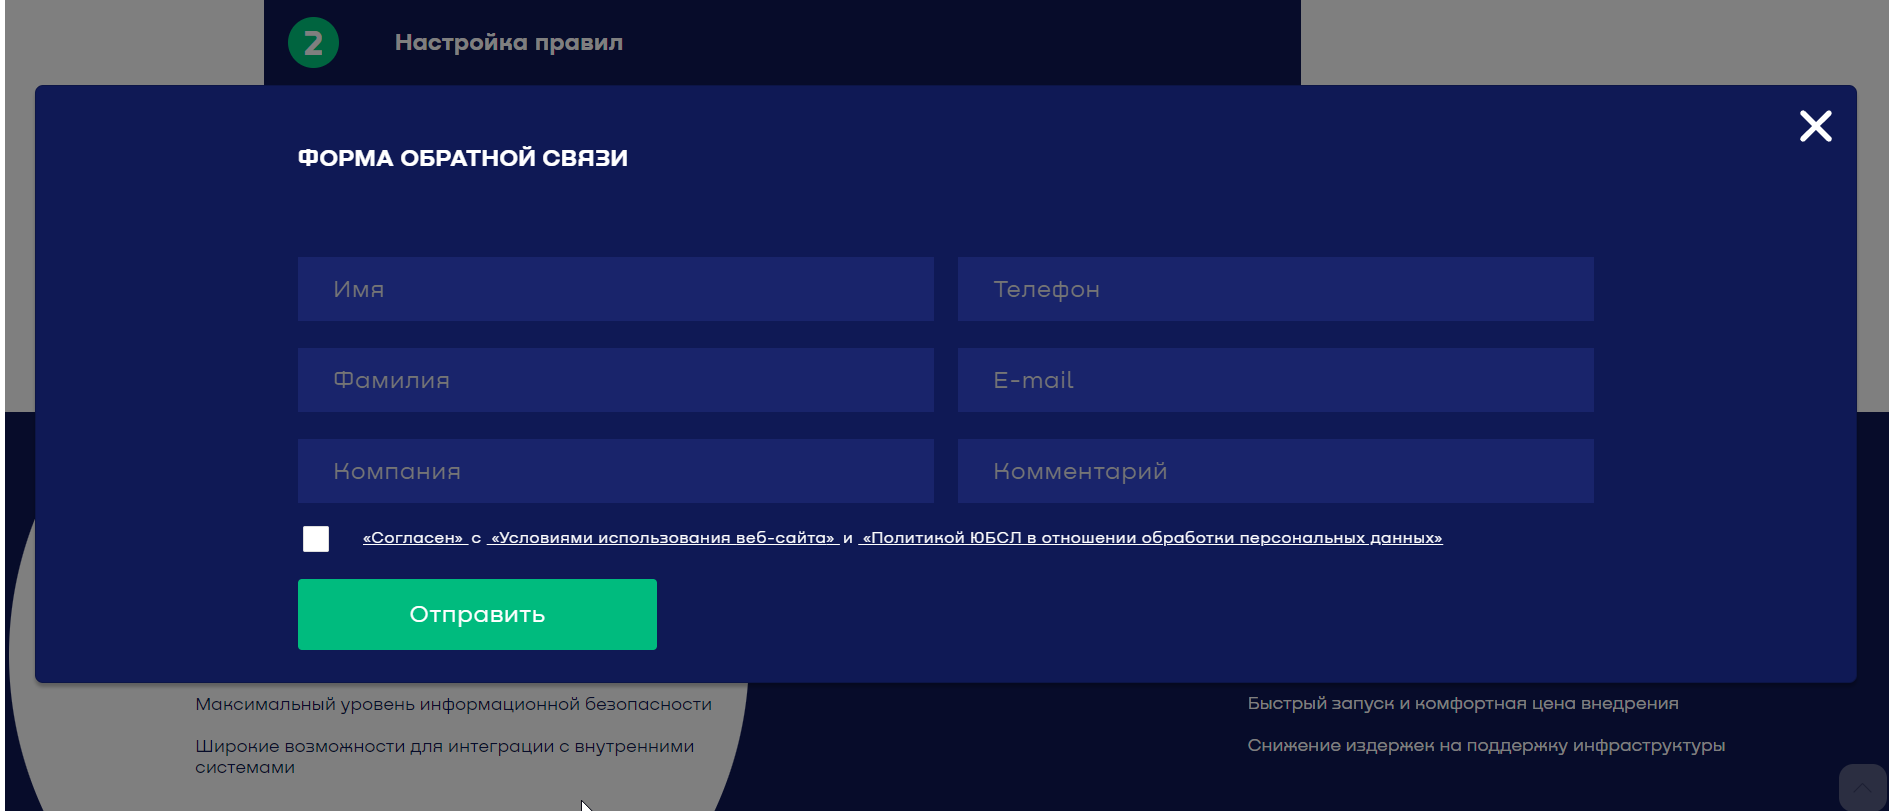 2
Настройка правил
ФОРМА ОБРАТНОЙ СВЯЗИ
Имя
Телефон
Фамилия
E-mail
Компания
Комментарий
«Согласен» с «Условиями использования веб-сайта» и «Политикой ЮБСЛ в отношении обработки персональных данных»
Отправить
Максимальный уровень информационной безопасности
Широкие возможности для интеграции с внутренними
системами
Быстрый запуск и комфортная цена внедрения
Снижение издержек на поддержку инфраструктуры